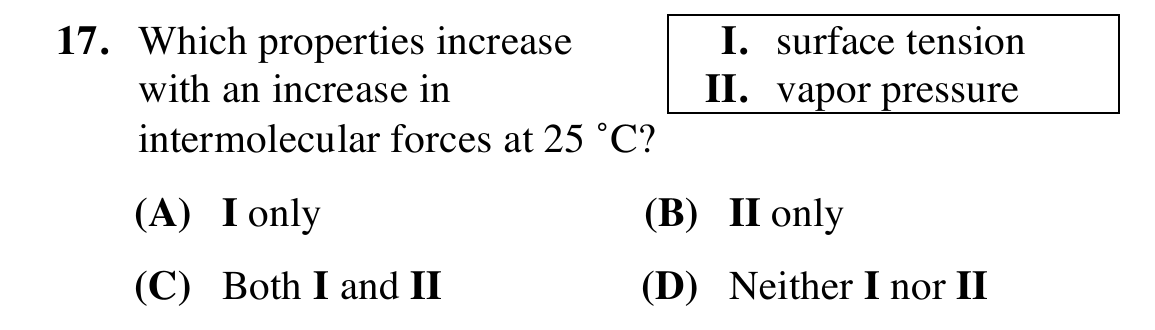 17. Which properties increase
with an increase in
intermolecular forces at 25 ˚C?
I. surface tension
II. vapor pressure
(A) I only
(B) II only
(C) Both I and II
(D) Neither I nor II